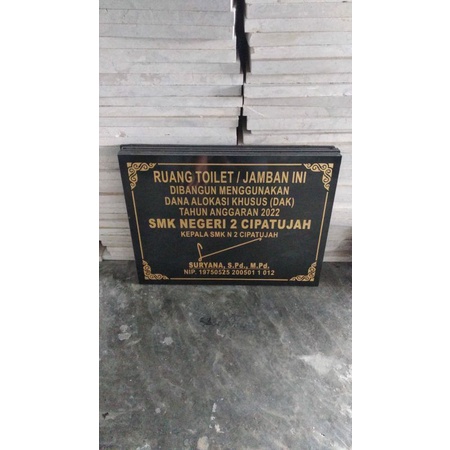 RUANG TOILET / JAMBAN INI
DIBANGUN MENGGUNAKAN
DANA ALOKASI KHUSUS (DAK)
TAHUN ANGGARAN 2022
SMK NEGERI 2 CIPATUJAH
KEPALA SMK N 2 CIPATUJAH
SURYANA, S.Pd., M.Pd.
NIP. 19750525 200501 1 012